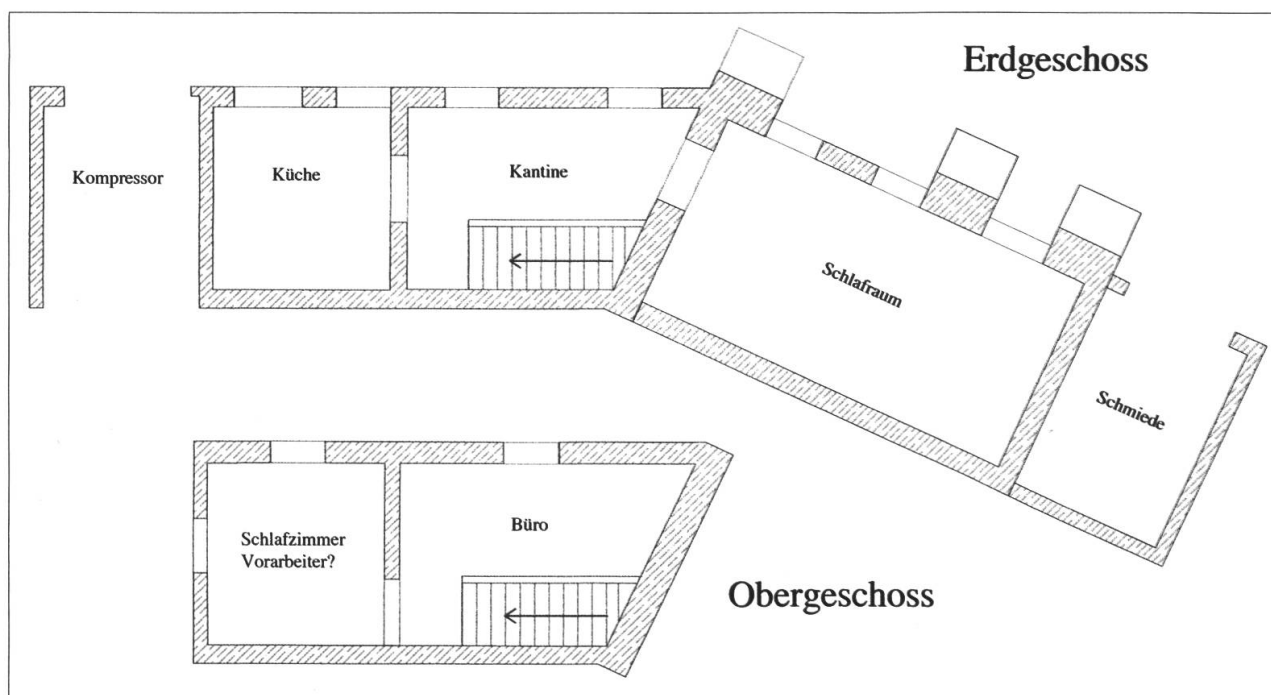 Erdgeschoss
Kompressor
Küche
Kantine
Schlafraum
Schmiede
Schlafzimmer
Vorarbeiter?
Büro
Obergeschoss